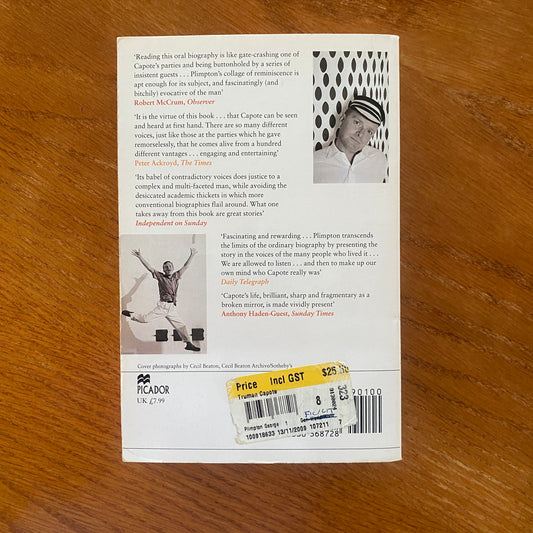 ‘Reading this oral biography is like gate-crashing one of
Capote’s parties and being buttonholed by a series of
insistent guests . . . Plimpton’s collage of reminiscence is
apt enough for its subject, and fascinatingly (and
bitchily) evocative of the man’
Robert McCrum, Observer
‘It is the virtue of this book . . . that Capote can be seen
and heard at first hand. There are so many different
voices, just like those at the parties which he gave
remorselessly, that he comes alive from a hundred
different vantages . . . engaging and entertaining’
Peter Ackroyd, The Times
‘Its babel of contradictory voices does justice to a
complex and multi-faceted man, while avoiding the
desiccated academic thickets in which more
conventional biographies flail around. What one
takes away from this book are great stories’
Independent on Sunday
‘Fascinating and rewarding . . . Plimpton transcends
the limits of the ordinary biography by presenting the
story in the voices of the many people who lived it . . .
We are allowed to listen . . . and then to make up our
own mind who Capote really was’
Daily Telegraph
‘Capote’s life, brilliant, sharp and fragmentary as a
broken mirror, is made vividly present’
Anthony Haden-Guest, Sunday Times
Cover photographs by Cecil Beaton, Cecil Beaton Archive/Sotheby’s
PICADOR
UK £7.99
Price Incl GST
Truman Capote
8
323
90100
Plimpton George 1
100918633 13/11/2009 107211 7
368728